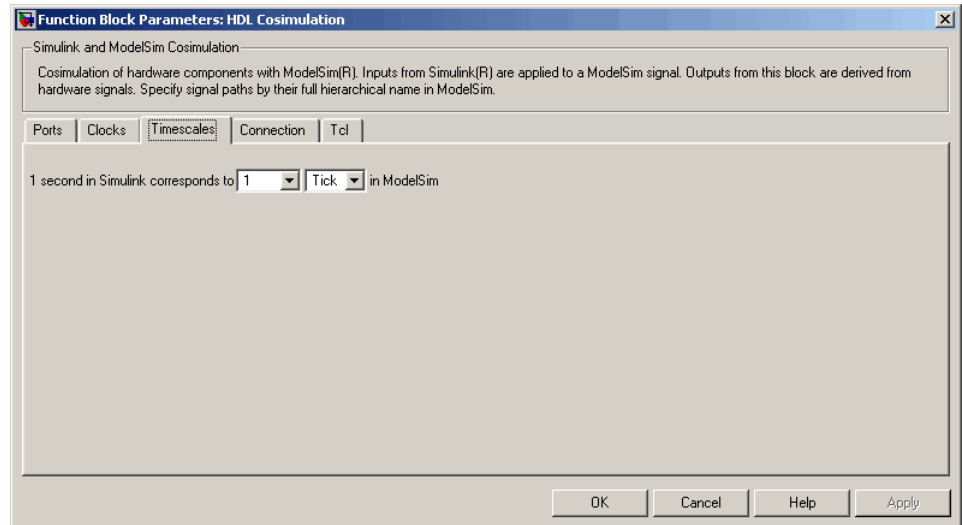 Function Block Parameters: HDL Cosimulation
Simulink and ModelSim Cosimulation
Cosimulation of hardware components with ModelSim(R). Inputs from Simulink(R) are applied to a ModelSim signal. Outputs from this block are derived from
hardware signals. Specify signal paths by their full hierarchical name in ModelSim.
Ports Clocks Timescales Connection Tcl
1 second in Simulink corresponds to 1 Tick in ModelSim
OK Cancel Help Apply